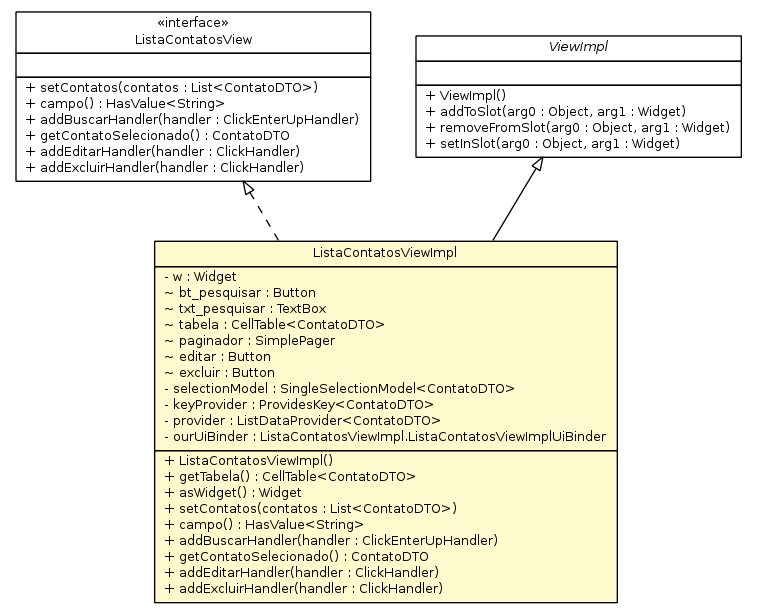 «interface»
ListaContatosView
+ setContatos(contatos : List<ContatoDTO>)
+ campo() : HasValue<String>
+ addBuscarHandler(handler : ClickEnterUpHandler)
+ getContatoSelecionado() : ContatoDTO
+ addEditarHandler(handler : ClickHandler)
+ addExcluirHandler(handler : ClickHandler)
ViewImpl
+ ViewImpl()
+ addToSlot(arg0 : Object, arg1 : Widget)
+ removeFromSlot(arg0 : Object, arg1 : Widget)
+ setInSlot(arg0 : Object, arg1 : Widget)
ListaContatosViewImpl
- w : Widget
~ bt_pesquisar : Button
~ txt_pesquisar : TextBox
~ tabela : CellTable<ContatoDTO>
~ paginador : SimplePager
~ editar : Button
~ excluir : Button
- selectionModel : SingleSelectionModel<ContatoDTO>
- keyProvider : ProvidesKey<ContatoDTO>
- provider : ListDataProvider<ContatoDTO>
- ourUiBinder : ListaContatosViewImpl.ListaContatosViewImplUiBinder
+ ListaContatosViewImpl()
+ getTabela() : CellTable<ContatoDTO>
+ asWidget() : Widget
+ setContatos(contatos : List<ContatoDTO>)
+ campo() : HasValue<String>
+ addBuscarHandler(handler : ClickEnterUpHandler)
+ getContatoSelecionado() : ContatoDTO
+ addEditarHandler(handler : ClickHandler)
+ addExcluirHandler(handler : ClickHandler)